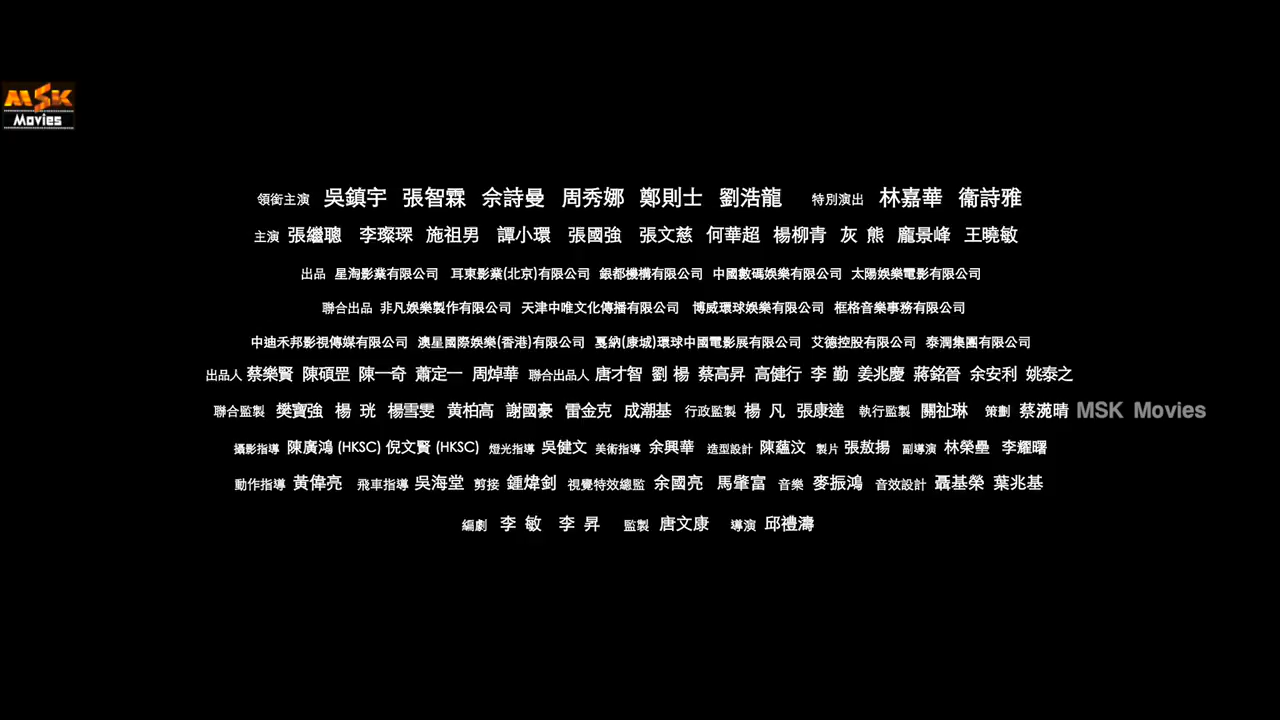 MSK
Movies
領銜主演 吳鎮宇 張智霖 佘詩曼 周秀娜 鄭則士 劉浩龍 特別演出 林嘉華 衞詩雅
主演 張繼聰 李璨琛 施祖男 譚小環 張國強 張文慈 何華超 楊柳青 灰 熊 龐景峰 王曉敏
出品 星淘影業有限公司 耳東影業(北京)有限公司 銀都機構有限公司 中國數碼娛樂有限公司 太陽娛樂電影有限公司
聯合出品 非凡娛樂製作有限公司 天津中唯文化傳播有限公司 博威環球娛樂有限公司 框格音樂事務有限公司
中迪禾邦影視傳媒有限公司 澳星國際娛樂(香港)有限公司 戛納(康城)環球中國電影展有限公司 艾德控股有限公司 泰潤集團有限公司
出品人 蔡樂賢 陳碩罡 陳一奇 蕭定一 周焯華 聯合出品人 唐才智 劉 楊 蔡高昇 高健行 李 勤 姜兆慶 蔣銘晉 余安利 姚泰之
聯合監製 樊寶強 楊 珖 楊雪雯 黄柏高 謝國豪 雷金克 成潮基 行政監製 楊 凡 張康達 執行監製 關祉琳 策劃 MSK Movies
攝影指導 陳廣鴻 (HKSC) 倪文賢 (HKSC) 燈光指導 吳健文 美術指導 余興華 造型設計 陳蘊汶 製片 張敖揚 副導演 林榮壘 李耀曙
動作指導 黃偉亮 飛車指導 吳海堂 剪接 鍾煒釗 視覺特效總監 余國亮 馬肇富 音樂 麥振鴻 音效設計 聶基榮 葉兆基
編劇 李 敏 李 昇 監製 唐文康 導演 邱禮濤